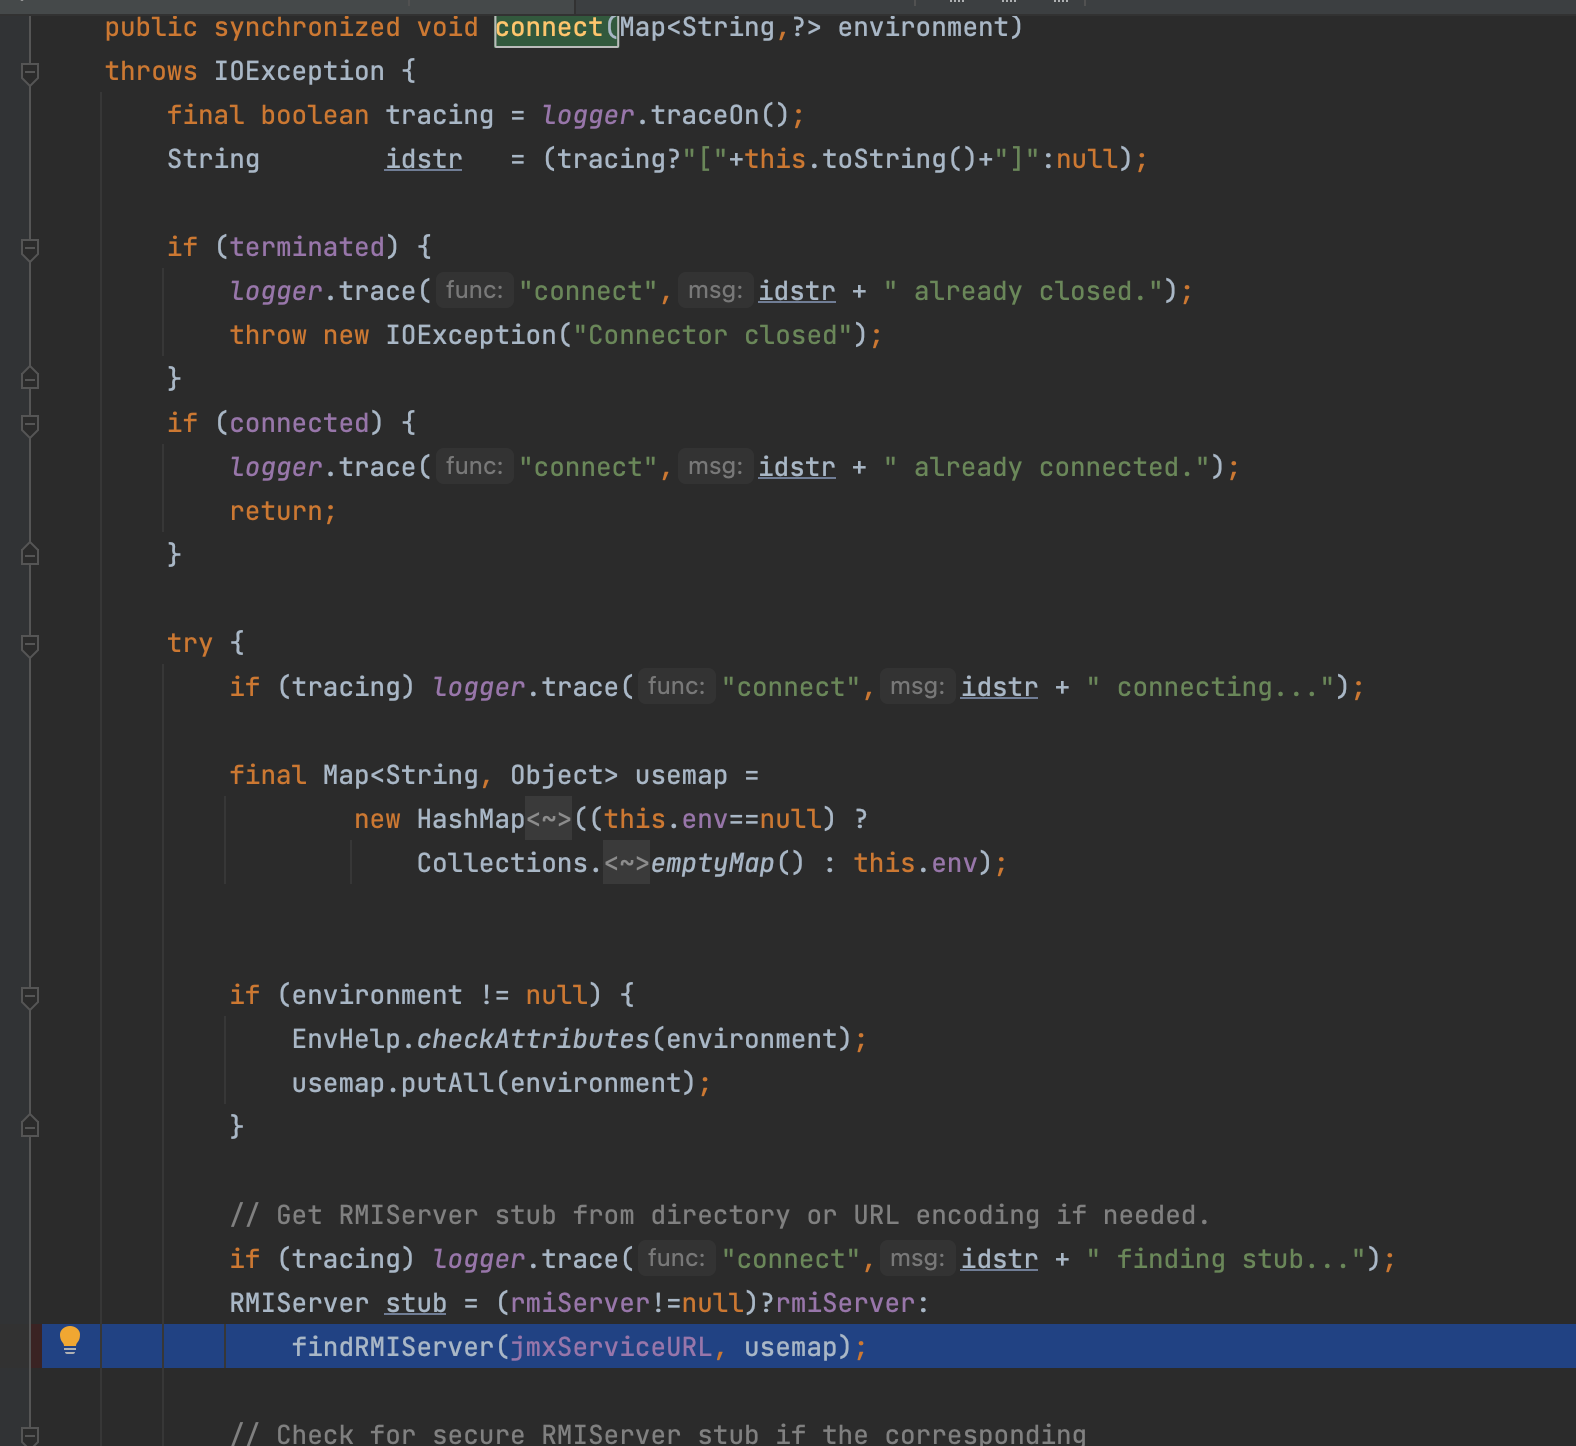 public synchronized void connect(Map<String,?> environment)
throws IOException {
final boolean tracing = logger.traceOn();
String        idstr   = (tracing?"["+this.toString()+"]":null);
if (terminated) {
logger.trace( func: "connect", msg: idstr + " already closed.");
throw new IOException("Connector closed");
}
if (connected) {
logger.trace( func: "connect", msg: idstr + " already connected.");
return;
}
try {
if (tracing) logger.trace( func: "connect", msg: idstr + " connecting...");
final Map<String, Object> usemap =
new HashMap<~>((this.env==null) ?
Collections.<~>emptyMap() : this.env);
if (environment != null) {
EnvHelp.checkAttributes(environment);
usemap.putAll(environment);
}
// Get RMIServer stub from directory or URL encoding if needed.
if (tracing) logger.trace( func: "connect", msg: idstr + " finding stub...");
RMIServer stub = (rmiServer!=null)?rmiServer:
findRMIServer(jmxServiceURL, usemap);
// Check for secure RMIServer stub if the corresponding